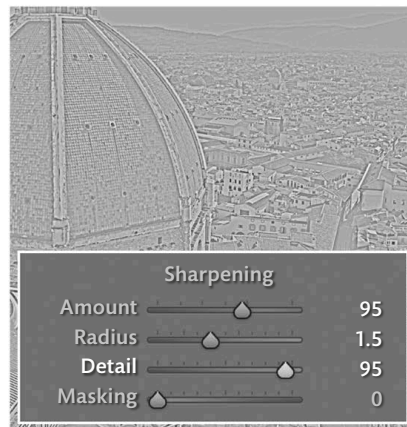 Sharpening
Amount 95
Radius 1.5
Detail 95
Masking 0